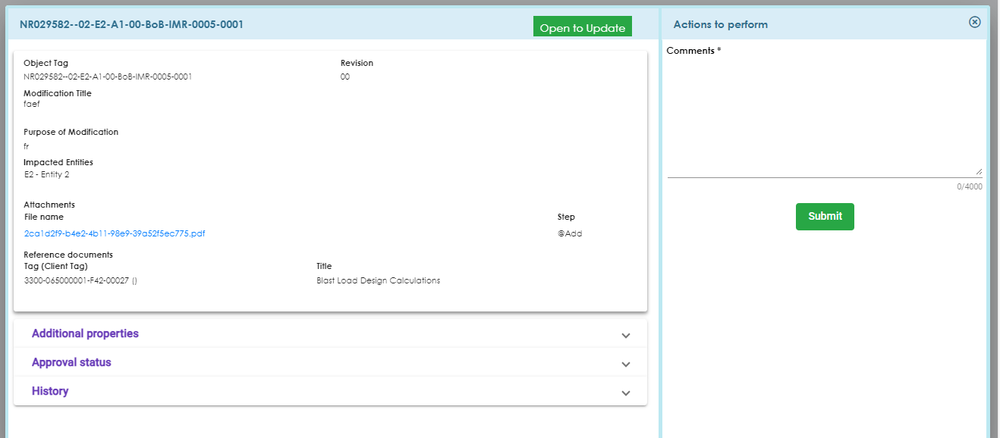 NR029582--02-E2-A1-00-BoB-IMR-0005-0001
Open to Update
Object Tag
Revision
NR029582--02-E2-A1-00-BoB-IMR-0005-0001
00
Modification Title
faef
Purpose of Modification
fr
Impacted Entities
E2 - Entity 2
Attachments
File name
Step
2ca1d2f9-b4e2-4b11-98e9-39a52f5ec775.pdf
@Add
Reference documents
Tag (Client Tag)
Title
3300-065000001-F42-00027 ()
Blast Load Design Calculations
Additional properties
Approval status
History
Actions to perform
Comments *
0/4000
Submit